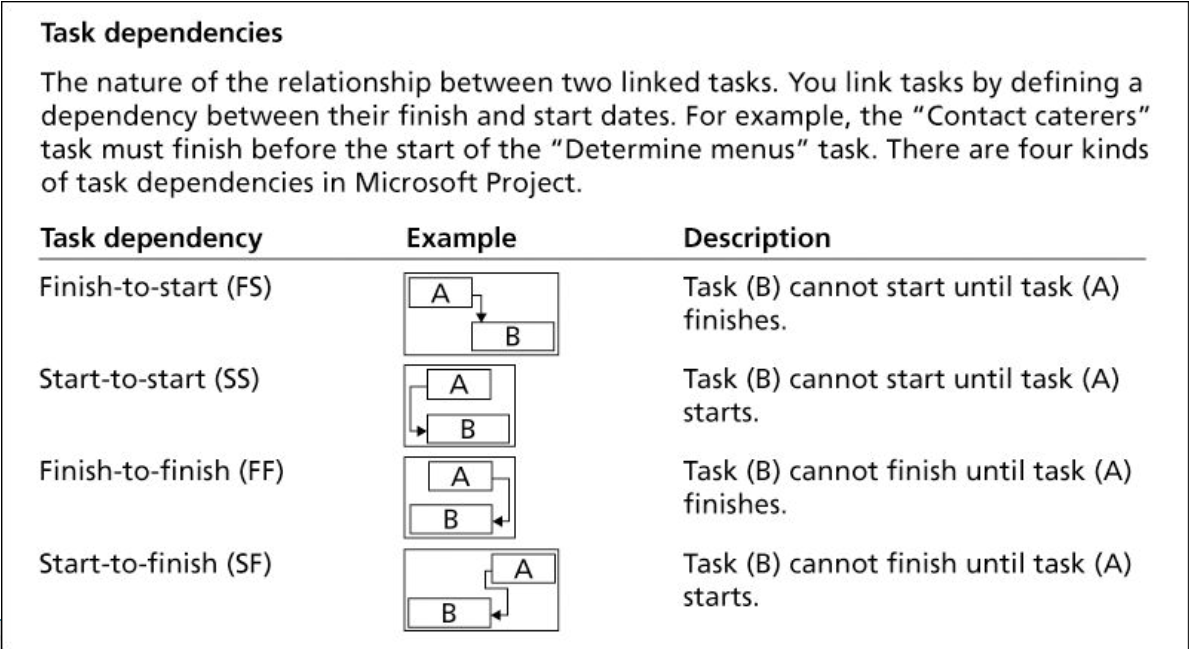 Task dependencies
The nature of the relationship between two linked tasks. You link tasks by defining a
dependency between their finish and start dates. For example, the “Contact caterers”
task must finish before the start of the “Determine menus” task. There are four kinds
of task dependencies in Microsoft Project.
Task dependency Example Description
Finish-to-start (FS) A B Task (B) cannot start until task (A)
finishes.
Start-to-start (SS) A B Task (B) cannot start until task (A)
starts.
Finish-to-finish (FF) A B Task (B) cannot finish until task (A)
finishes.
Start-to-finish (SF) A B Task (B) cannot finish until task (A)
starts.